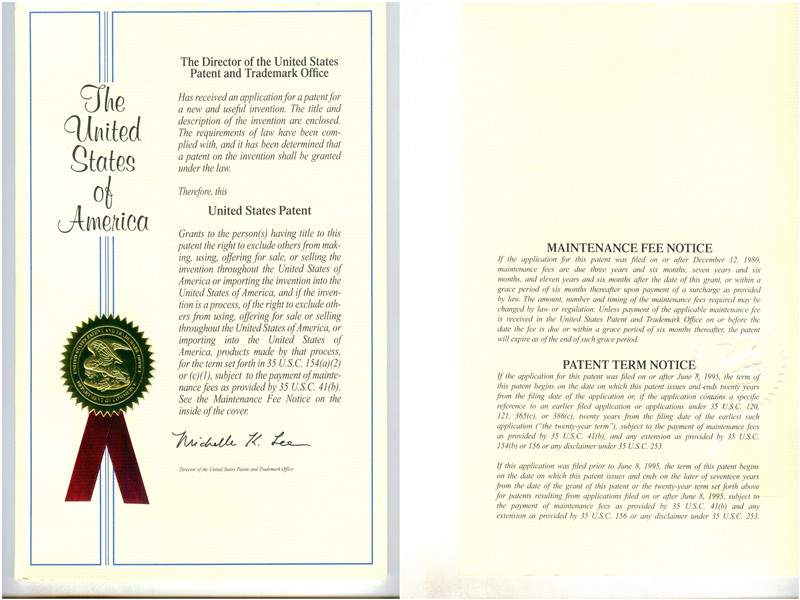 The
United
States
of
America
The Director of the United States
Patent and Trademark Office
Has received an application for a patent for
a new and useful invention. The title and
description of the invention are enclosed.
The requirements of law have been com-
plied with, and it has been determined that
a patent on the invention shall be granted
under the law.
Therefore, this
United States Patent
Grants to the person(s) having title to this
patent the right to exclude others from mak-
ing, using, offering for sale, or selling the
invention throughout the United States of
America or importing the invention into the
United States of America, and if the inven-
tion is a process, of the right to exclude oth-
ers from using, offering for sale or selling
throughout the United States of America, or
importing into the United States of
America, products made by that process,
for the term set forth in 35 U.S.C. 154(a)(2)
or (c)(1), subject to the payment of mainte-
nance fees as provided by 35 U.S.C. 41(b).
See the Maintenance Fee Notice on the
inside of the cover.
Michelle K. Lee
Director of the United States Patent and Trademark Office
MAINTENANCE FEE NOTICE
If the application for this patent was filed on or after December 12, 1980,
maintenance fees are due three years and six months, seven years and six
months, and eleven years and six months after the date of this grant, or within a
grace period of six months thereafter upon payment of a surcharge as provided
by law. The amount, number and timing of the maintenance fees required may be
changed by law or regulation. Unless payment of the applicable maintenance fee
is received in the United States Patent and Trademark Office on or before the
date the fee is due or within a grace period of six months thereafter, the patent
will expire as of the end of such grace period.
PATENT TERM NOTICE
If the application for this patent was filed on or after June 8, 1995, the term of
this patent begins on the date on which this patent issues and ends twenty years
from the filing date of the application or, if the application contains a specific
reference to an earlier filed application or applications under 35 U.S.C. 120,
121, 365(c), or 386(c), twenty years from the filing date of the earliest such
application ("the twenty-year term"), subject to the payment of maintenance fees
as provided by 35 U.S.C. 41(b), and any extension as provided by 35 U.S.C.
154(b) or 156 or any disclaimer under 35 U.S.C. 253.
If this application was filed prior to June 8, 1995, the term of this patent begins
on the date on which this patent issues and ends on the later of seventeen years
from the date of the grant of this patent or the twenty-year term set forth above
for patents resulting from applications filed on or after June 8, 1995, subject to
the payment of maintenance fees as provided by 35 U.S.C. 41(b) and any
extension as provided by 35 U.S.C. 156 or any disclaimer under 35 U.S.C. 253.